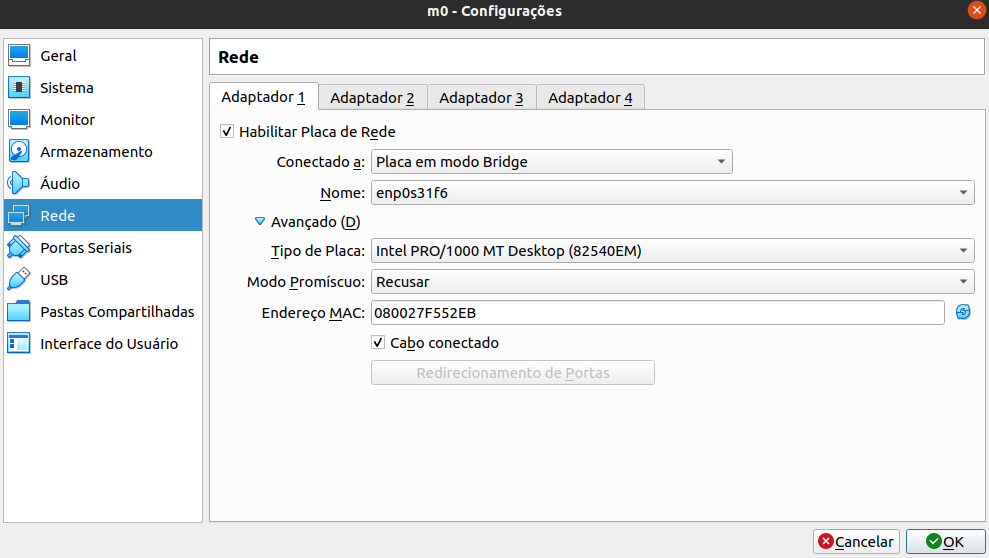 m0 - Configurações
Geral
Sistema
Monitor
Armazenamento
Áudio
Rede
Portas Seriais
USB
Pastas Compartilhadas
Interface do Usuário
Rede
Adaptador 1 Adaptador 2 Adaptador 3 Adaptador 4
Habilitar Placa de Rede
Conectado a: Placa em modo Bridge
Nome: enp0s31f6
Avançado (D)
Tipo de Placa: Intel PRO/1000 MT Desktop (82540EM)
Modo Promíscuo: Recusar
Endereço MAC: 080027F552EB
Cabo conectado
Redirecionamento de Portas
Cancelar OK